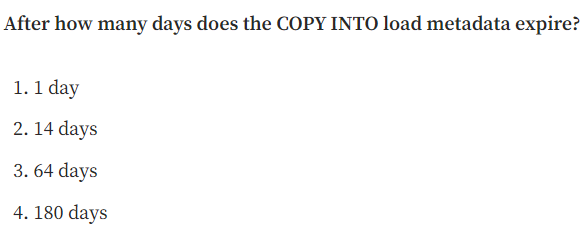 After how many days does the COPY INTO load metadata expire?
1. 1 day
2. 14 days
3. 64 days
4. 180 days